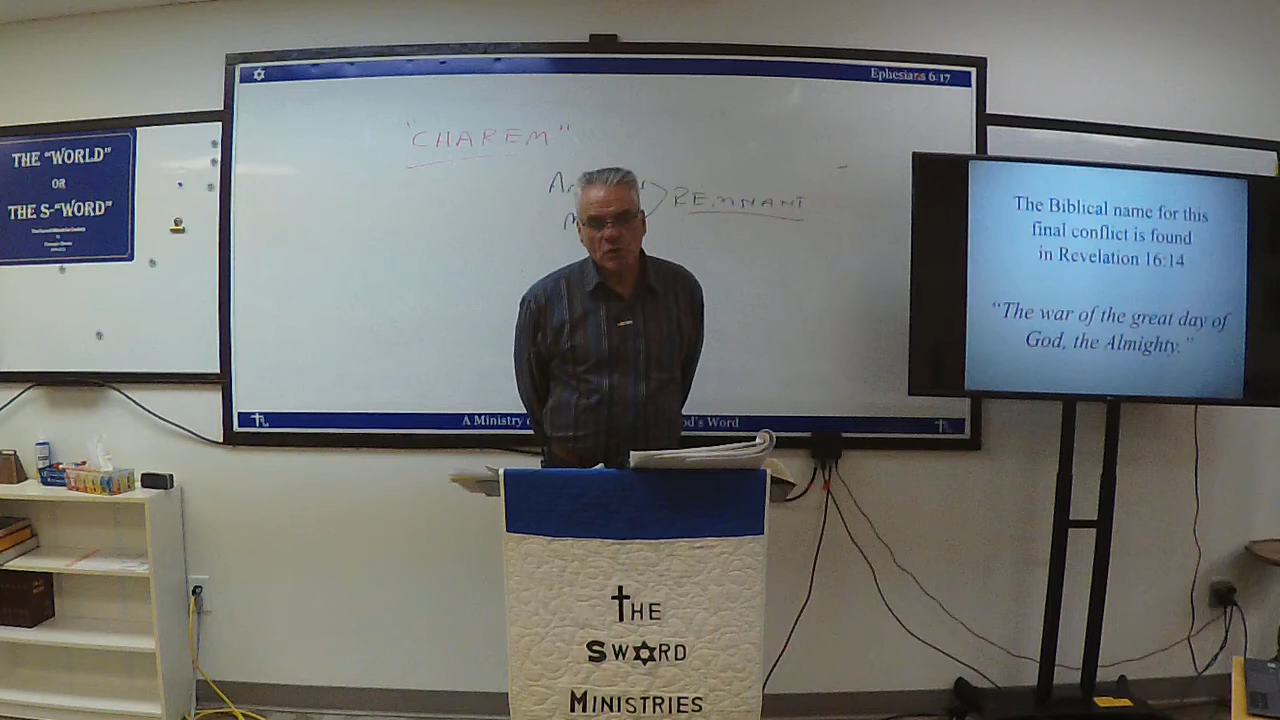 Ephesians 6:17
"CHAREM"
REMNANT
THE "WORLD"
OR
THE S-"WORD"
The Biblical name for this
final conflict is found
in Revelation 16:14
"The war of the great day of
God, the Almighty."
A Ministry
od's Word
THE
SWORD
MINISTRIES